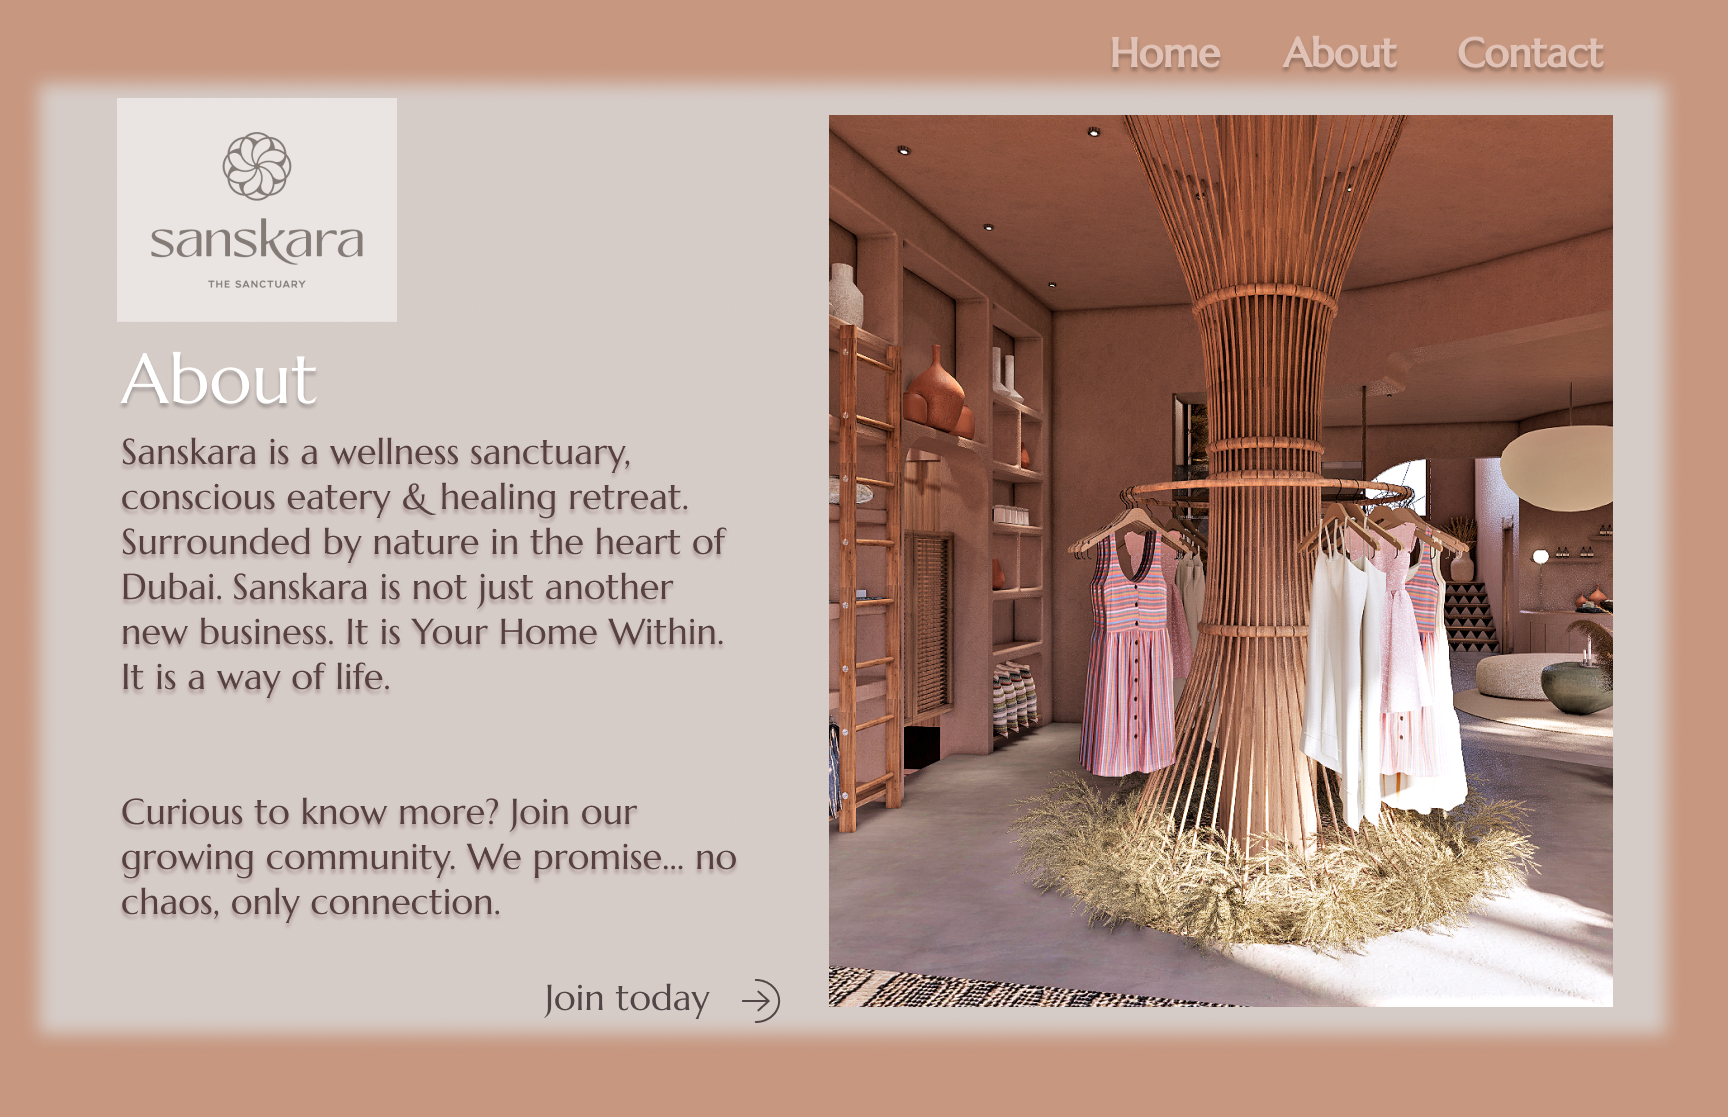 Home About Contact
sanskara
THE SANCTUARY
About
Sanskara is a wellness sanctuary,
conscious eatery & healing retreat.
Surrounded by nature in the heart of
Dubai. Sanskara is not just another
new business. It is Your Home Within.
It is a way of life.
Curious to know more? Join our
growing community. We promise... no
chaos, only connection.
Join today